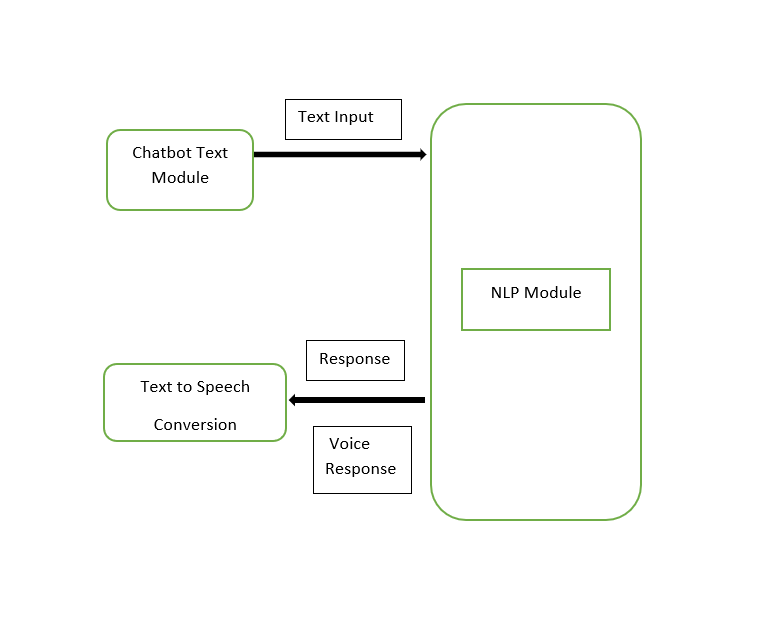 Text Input
Chatbot Text
Module
NLP Module
Response
Text to Speech
Conversion
Voice
Response